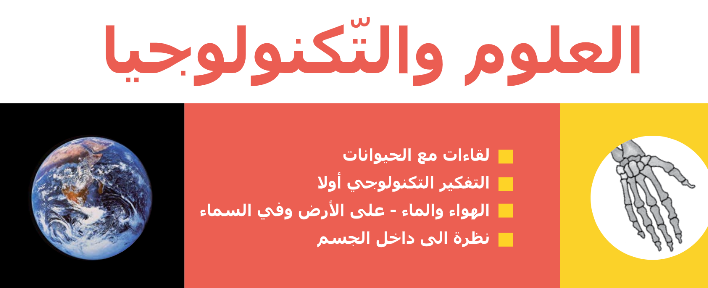 العلوم والتّكنولوجيا
لقاءات مع الحيوانات
التفكير التكنولوجي أولا
الهواء والماء - على الأرض وفي السماء
نظرة الى داخل الجسم